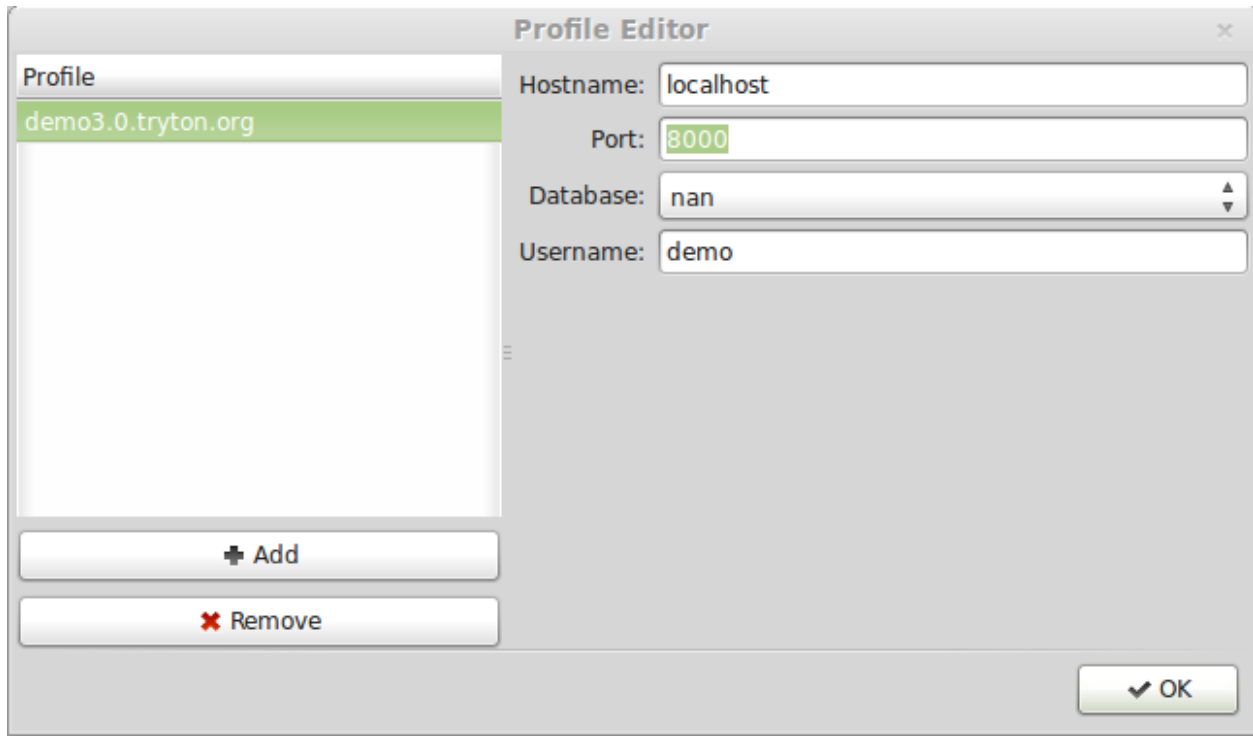 Profile Editor
Profile
demo3.0.tryton.org
Hostname: localhost
Port: 8000
Database: nan
Username: demo
Add
Remove
OK